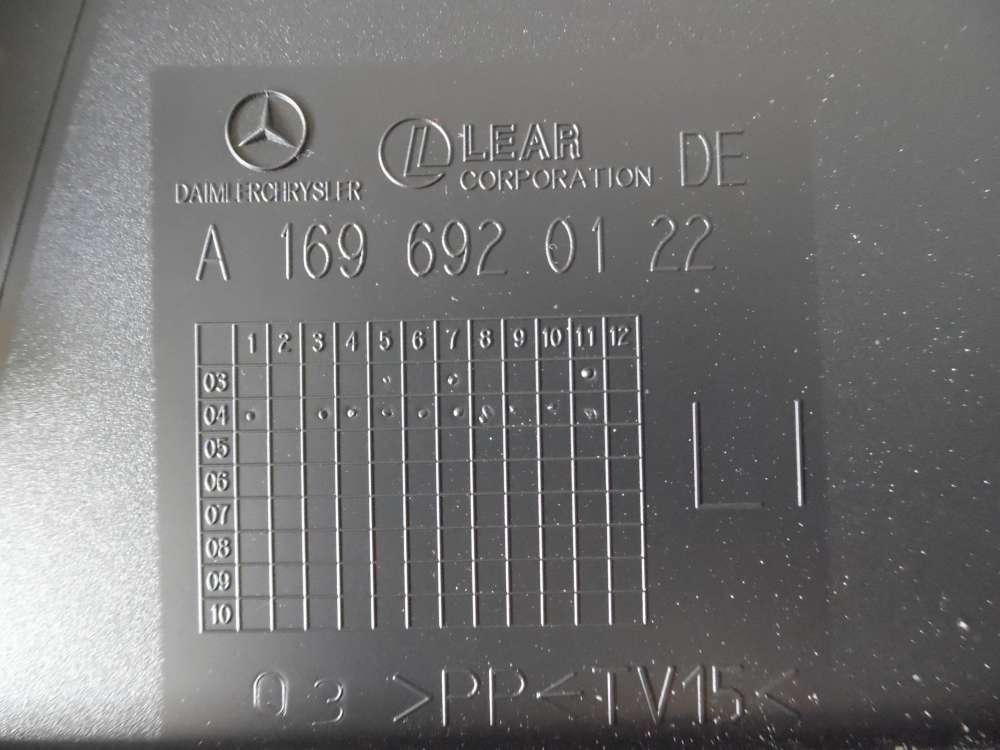 LEAR DE
DAIMLERCHRYSLER CORPORATION
A 169 692 01 22
1 2 3 4 5 6 7 8 9 10 11 12
03
04
05
06
07
08
09
10
LI
03 >PP<TV15<